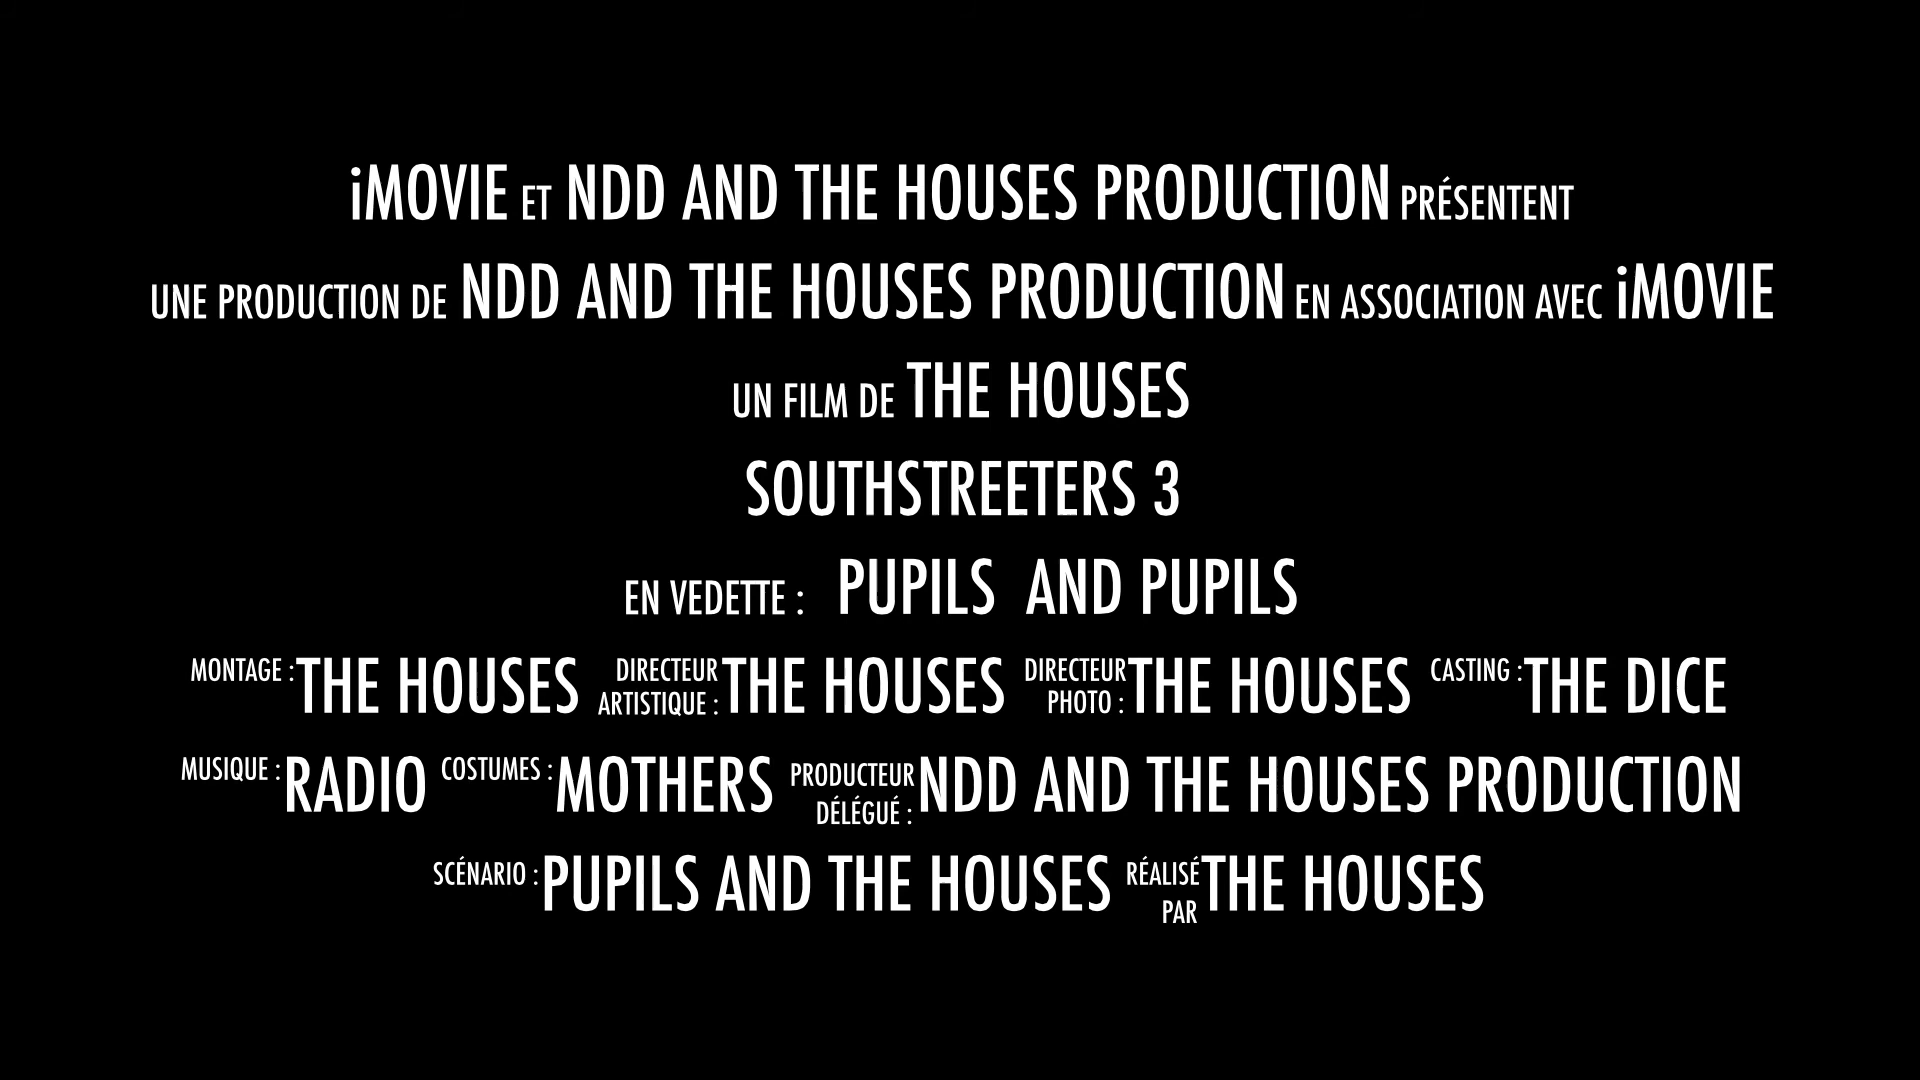 iMOVIE ET NDD AND THE HOUSES PRODUCTION PRÉSENTENT
UNE PRODUCTION DE NDD AND THE HOUSES PRODUCTION EN ASSOCIATION AVEC iMOVIE
UN FILM DE THE HOUSES
SOUTHSTREETERS 3
EN VEDETTE : PUPILS AND PUPILS
MONTAGE : THE HOUSES DIRECTEUR ARTISTIQUE : THE HOUSES DIRECTEUR PHOTO : THE HOUSES CASTING : THE DICE
MUSIQUE : RADIO COSTUMES : MOTHERS PRODUCTEUR DÉLÉGUÉ : NDD AND THE HOUSES PRODUCTION
SCÉNARIO : PUPILS AND THE HOUSES RÉALISÉ PAR THE HOUSES